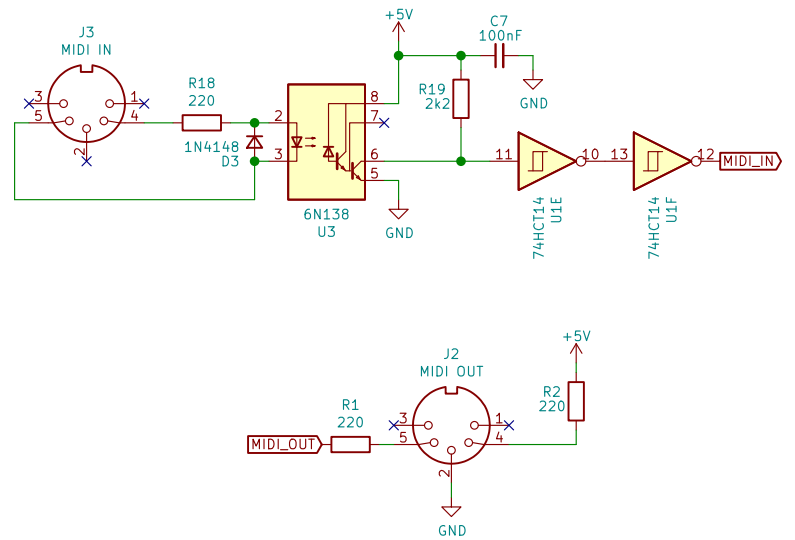 +5V
C7
100nF
J3
MIDI IN
R18
220
R19
2k2
GND
3
1
5
4
2
2
3
8
7
6
5
1N4148
D3
6N138
U3
GND
11
10
13
12
MIDI_IN
74HCT14
U1E
74HCT14
U1F
+5V
J2
MIDI OUT
R2
220
R1
220
3
1
MIDI_OUT
5
4
2
GND